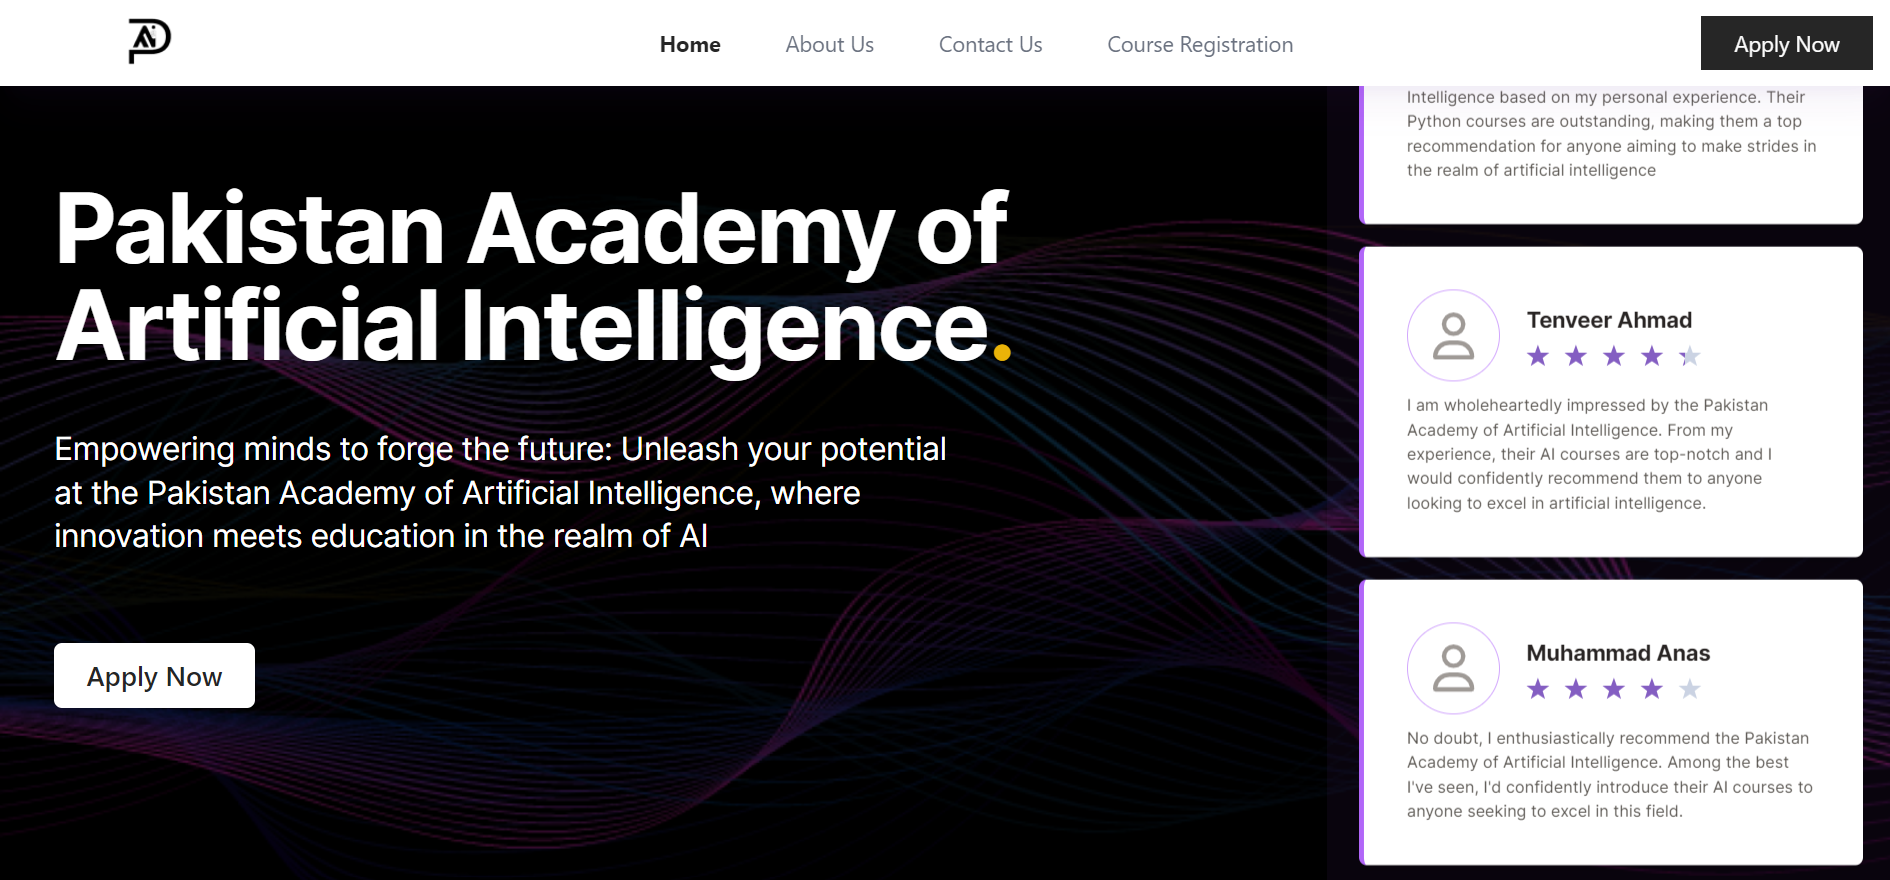 Ai
Home
About Us
Contact Us
Course Registration
Apply Now
Pakistan Academy of
Artificial Intelligence.
Empowering minds to forge the future: Unleash your potential
at the Pakistan Academy of Artificial Intelligence, where
innovation meets education in the realm of AI
Apply Now
Intelligence based on my personal experience. Their
Python courses are outstanding, making them a top
recommendation for anyone aiming to make strides in
the realm of artificial intelligence
Tenveer Ahmad
I am wholeheartedly impressed by the Pakistan
Academy of Artificial Intelligence. From my
experience, their AI courses are top-notch and I
would confidently recommend them to anyone
looking to excel in artificial intelligence.
Muhammad Anas
No doubt, I enthusiastically recommend the Pakistan
Academy of Artificial Intelligence. Among the best
I've seen, I'd confidently introduce their AI courses to
anyone seeking to excel in this field.